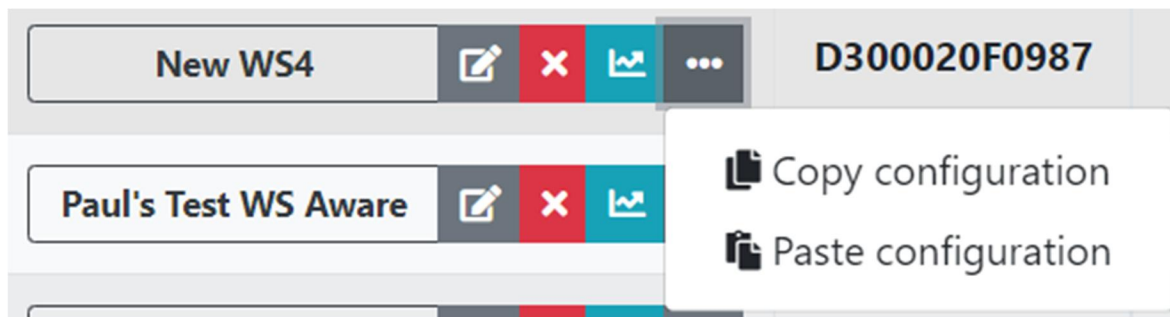 New WS4
D300020F0987
Copy configuration
Paul's Test WS Aware
Paste configuration